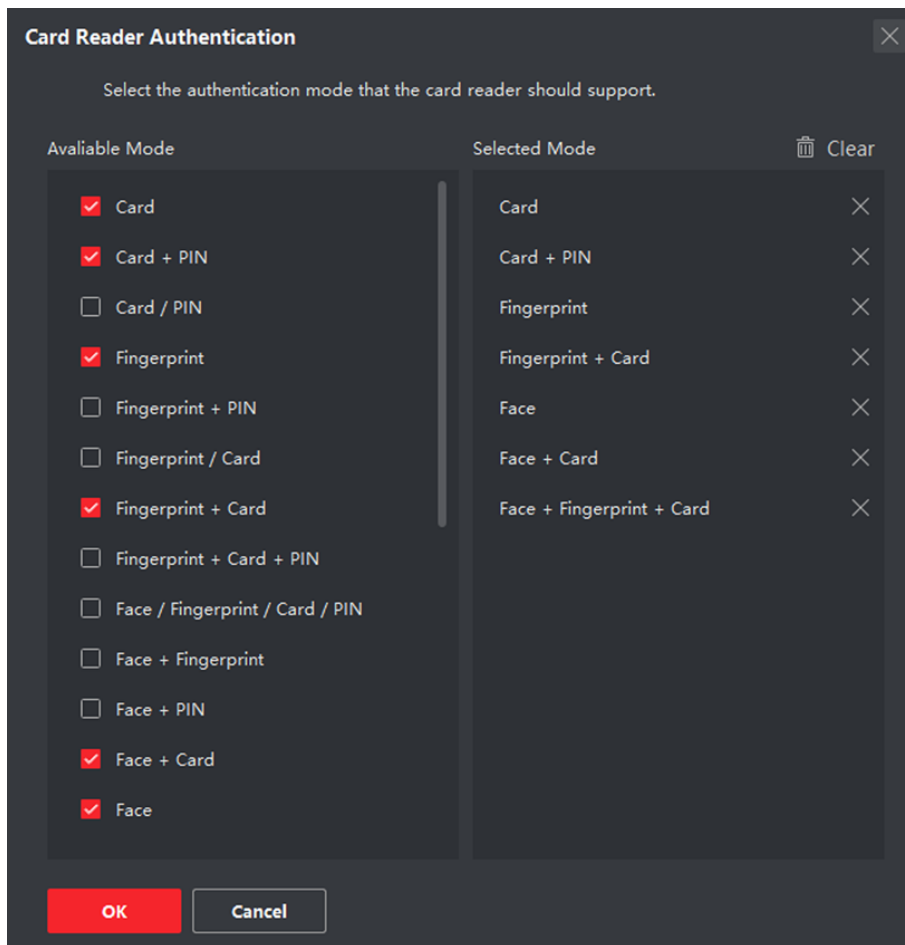 Card Reader Authentication
Select the authentication mode that the card reader should support.
Avaliable Mode
Selected Mode
Clear
Card
Card + PIN
Card / PIN
Fingerprint
Fingerprint + PIN
Fingerprint / Card
Fingerprint + Card
Fingerprint + Card + PIN
Face / Fingerprint / Card / PIN
Face + Fingerprint
Face + PIN
Face + Card
Face
Card
Card + PIN
Fingerprint
Fingerprint + Card
Face
Face + Card
Face + Fingerprint + Card
OK
Cancel